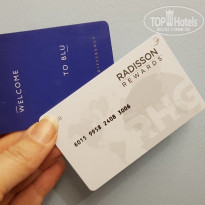 TOP HOTELS
WELCOME
TO BLU
RADISSON
REWARDS
6015 9958 2408 3006
RHG